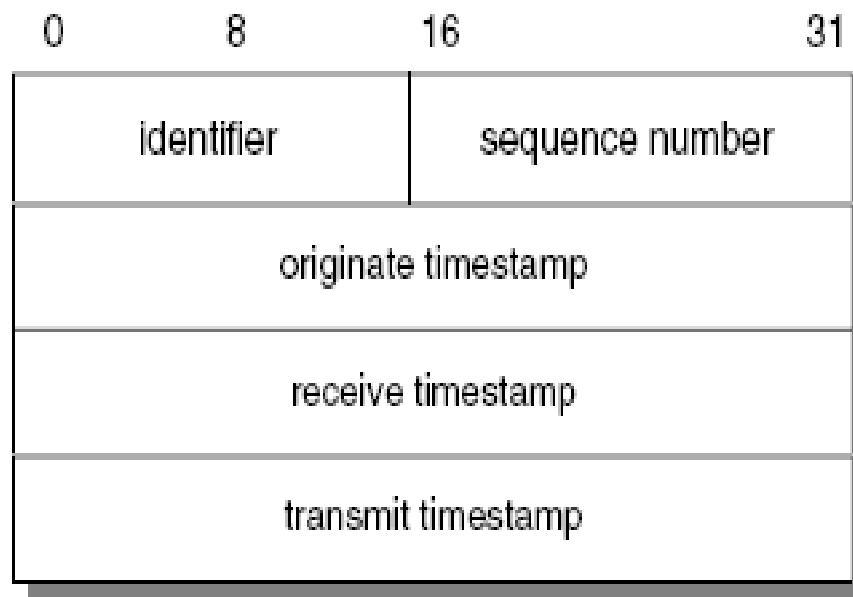 0 8 16 31
identifier sequence number
originate timestamp
receive timestamp
transmit timestamp